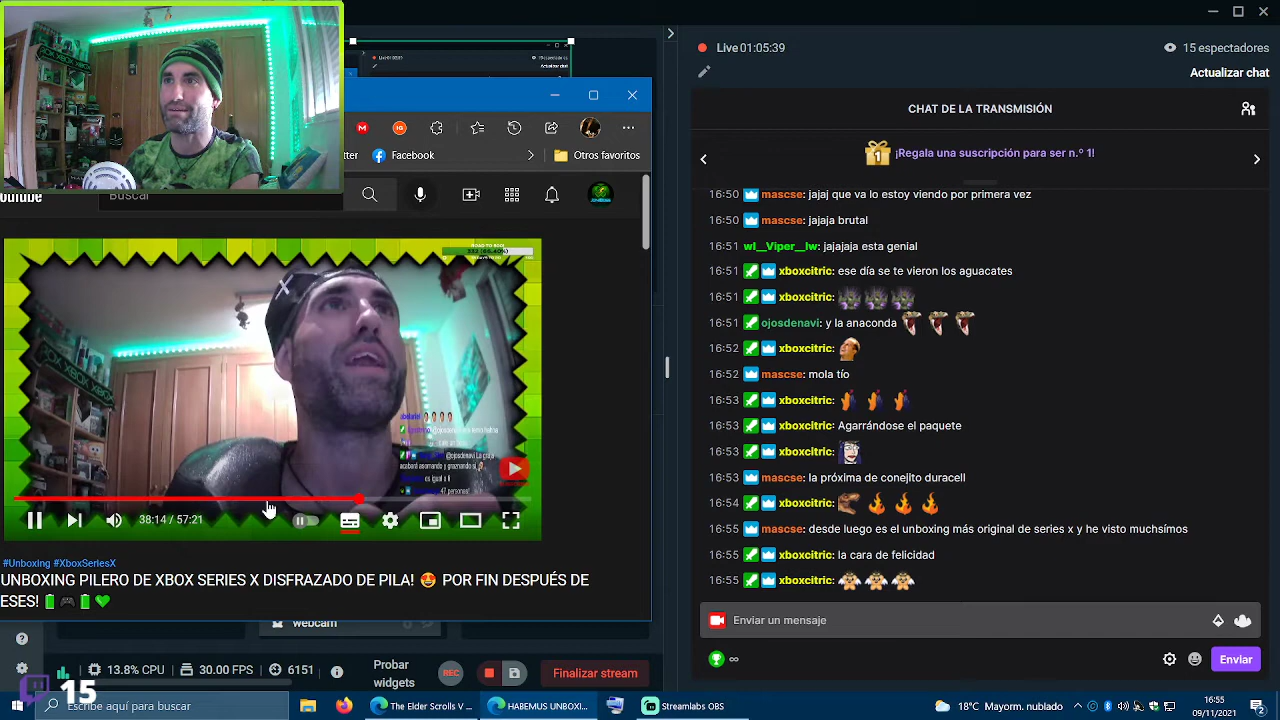 Live 01:05:39
15 espectadores
Actualizar chat
CHAT DE LA TRANSMISIÓN
1
¡Regala una suscripción para ser n.º 1!
Facebook
Otros favoritos
Buscar
ROAD TO 500!
16:50 mascse: jajaj que va lo estoy viendo por primera vez
16:50 mascse: jajaja brutal
wl__Viper__lw: jajajaja esta genial
16:51
16:51 xboxcitric: ese día se te vieron los aguacates
16:51 xboxcitric:
16:51 ojosdenavi: y la anaconda
16:52 xboxcitric:
16:52 mascse: mola tío
16:53 xboxcitric:
16:53 xboxcitric: Agarrándose el paquete
16:53 xboxcitric:
16:53 mascse: la próxima de conejito duracell
16:54 xboxcitric:
16:55 mascse: desde luego es el unboxing más original de series x y he visto muchsímos
16:55 xboxcitric: la cara de felicidad
16:55 xboxcitric:
47 personas!
38:14 / 57:21
#Unboxing #XboxSeriesX
UNBOXING PILERO DE XBOX SERIES X DISFRAZADO DE PILA! 🤩 POR FIN DESPUÉS DE
ESES! 🔋 🎮 🔋 💚
webcam
Enviar un mensaje
∞
Enviar
13.8% CPU
30.00 FPS
6151
Probar
widgets
REC
Finalizar stream
15
Escribe aquí para buscar
The Elder Scrolls V ...
HABEMUS UNBOX...
Streamlabs OBS
18°C Mayorm. nublado
16:55
09/11/2021
2